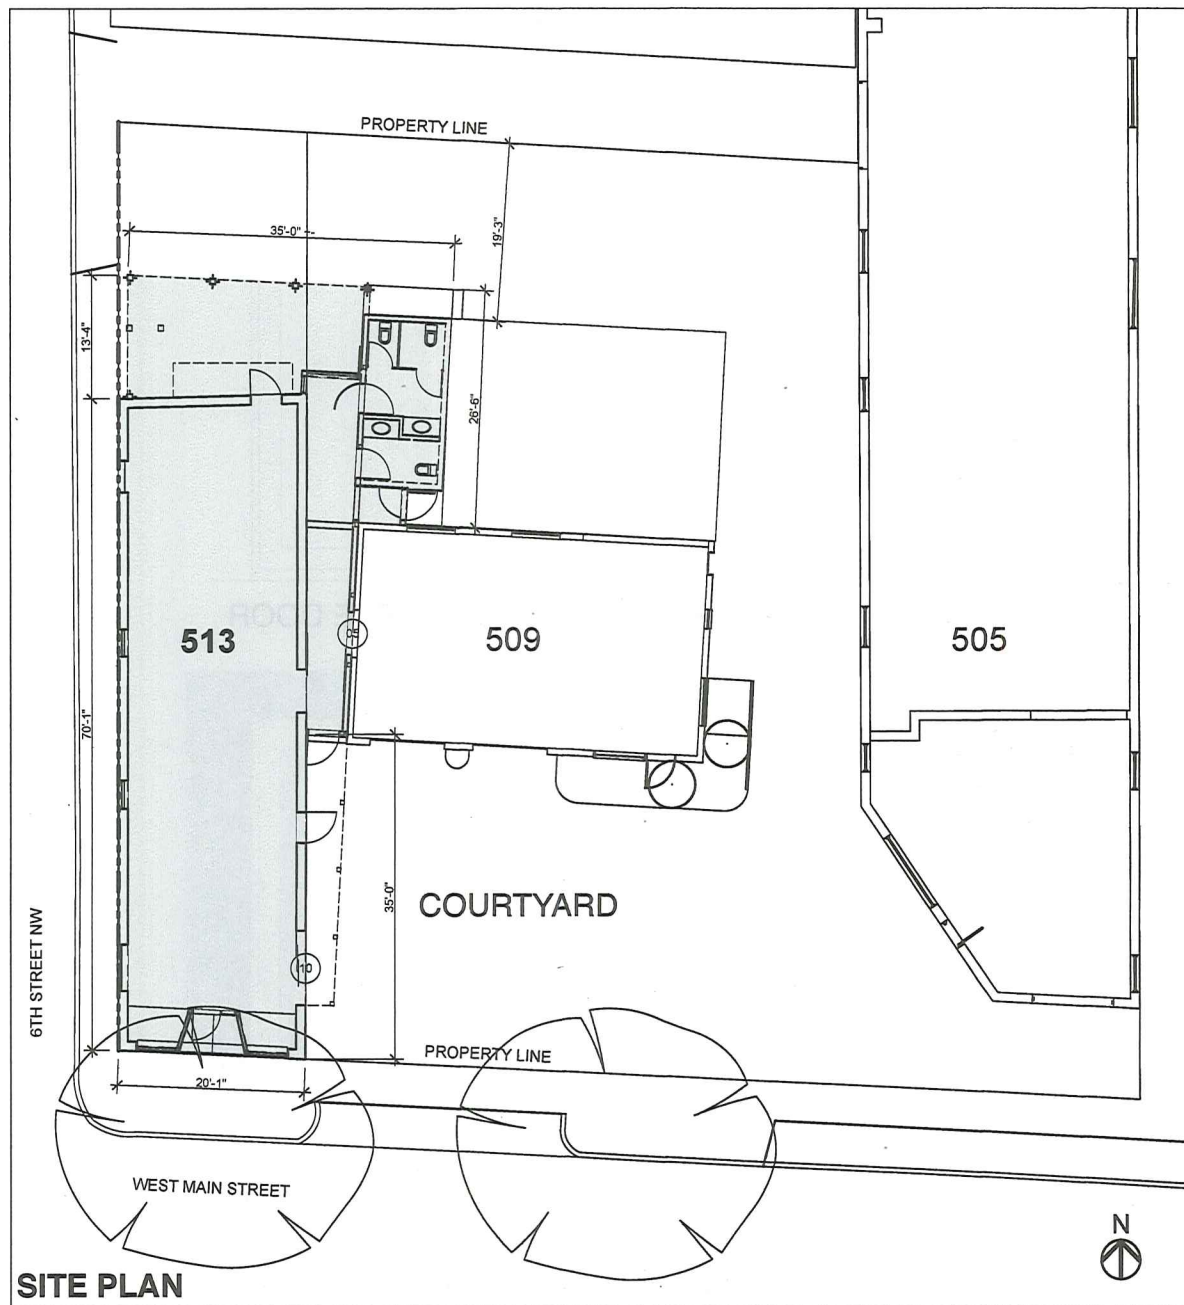 PROPERTY LINE
35'-0"
19'-3"
13'-4"
26'-6"
513
05
509
505
70'-1"
35'-0"
COURTYARD
10
6TH STREET NW
PROPERTY LINE
20'-1"
WEST MAIN STREET
N
SITE PLAN